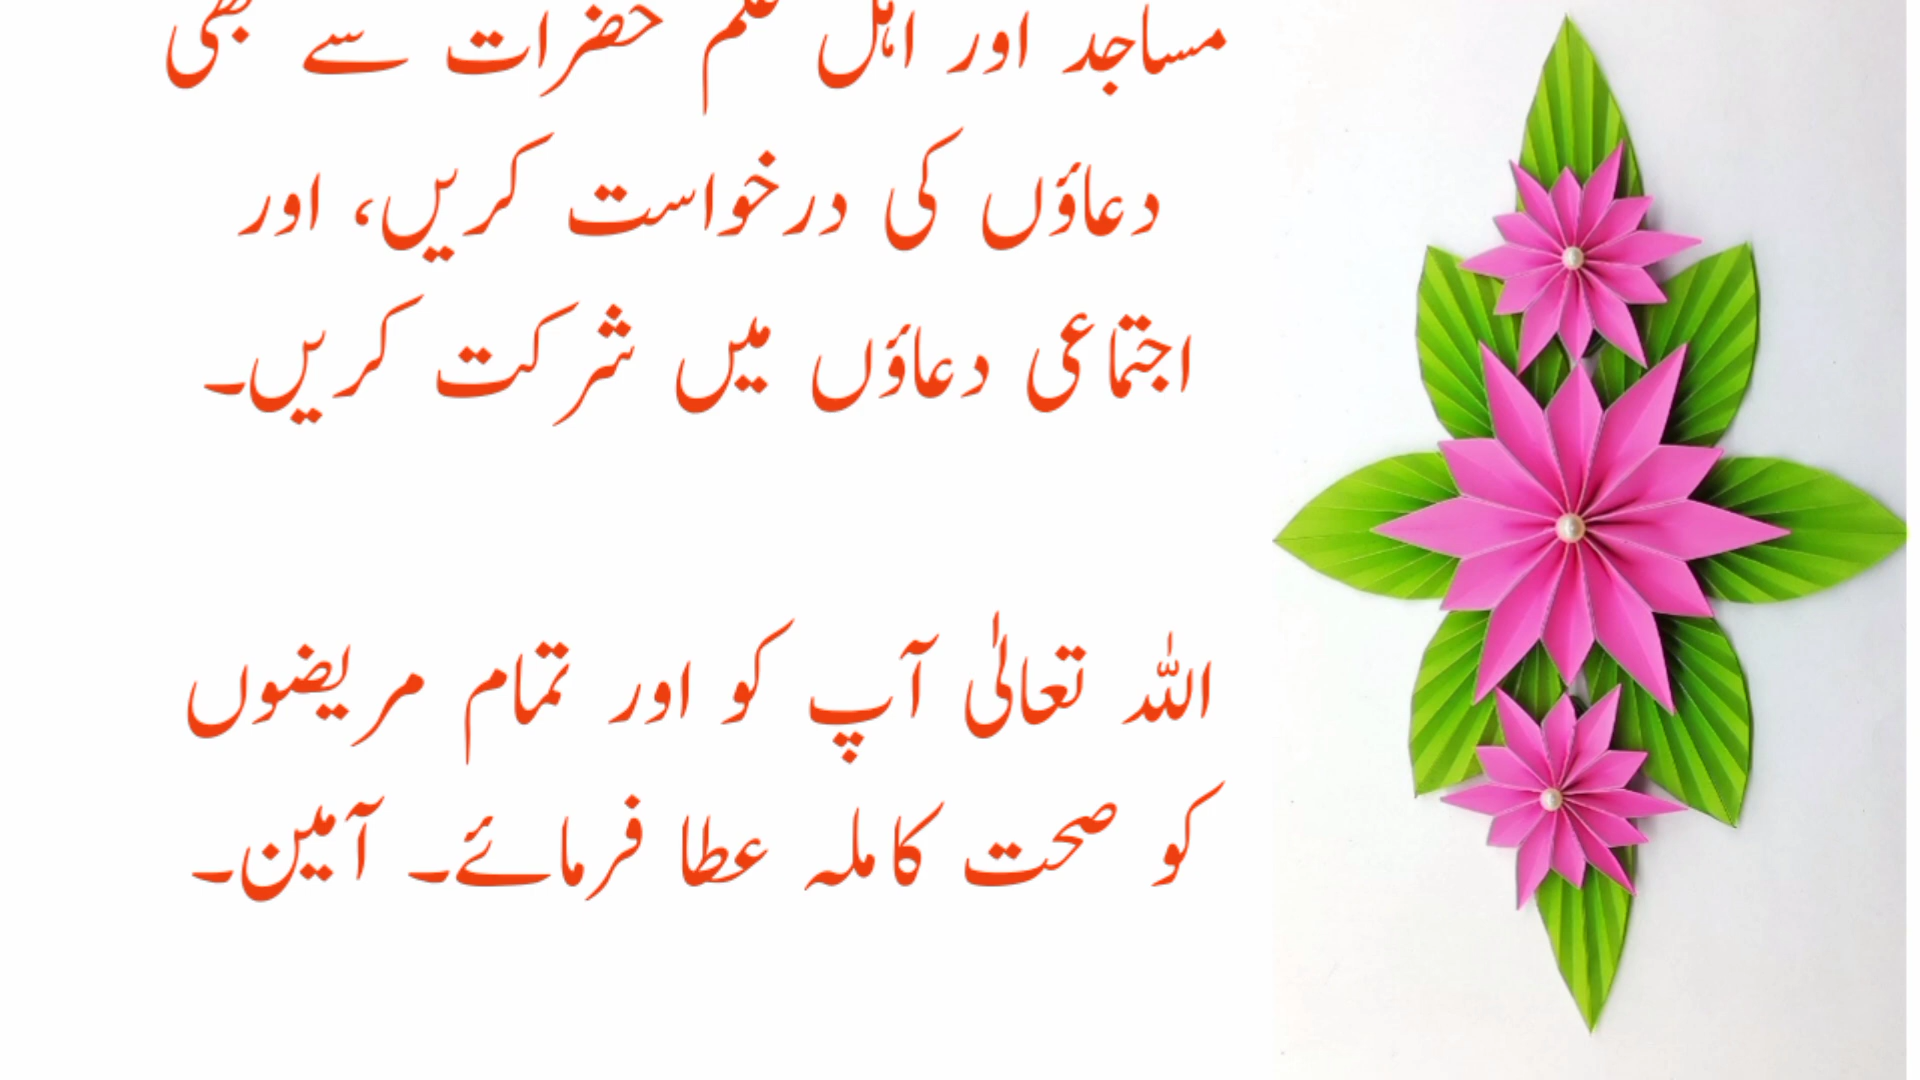 مساجد اور اہل علم حضرات سے بھی
دعاؤں کی درخواست کریں، اور
اجتماعی دعاؤں میں شرکت کریں۔
اللہ تعالیٰ آپ کو اور تمام مریضوں
کو صحت کاملہ عطا فرمائے۔ آمین۔